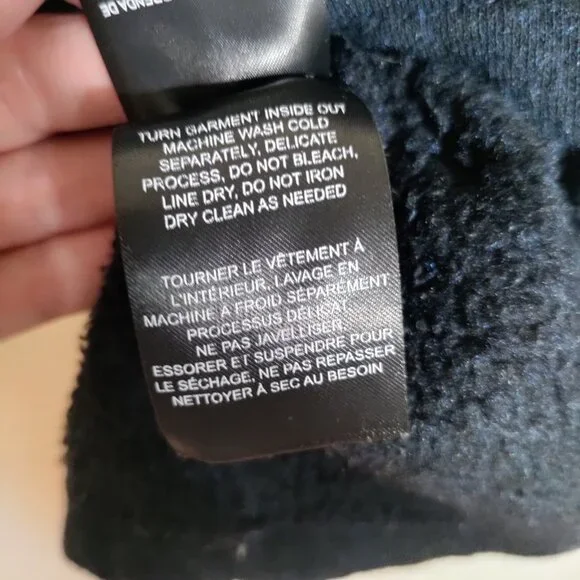 PRENDA DE
TURN GARMENT INSIDE OUT
MACHINE WASH COLD
SEPARATELY, DELICATE
PROCESS, DO NOT BLEACH,
LINE DRY, DO NOT IRON
DRY CLEAN AS NEEDED
TOURNER LE VÊTEMENT À
L'INTÉRIEUR, LAVAGE EN
MACHINE À FROID SÉPARÉMENT
PROCESSUS DÉLICAT,
NE PAS JAVELLISER,
ESSORER ET SUSPENDRE POUR
LE SÉCHAGE, NE PAS REPASSER
NETTOYER À SEC AU BESOIN